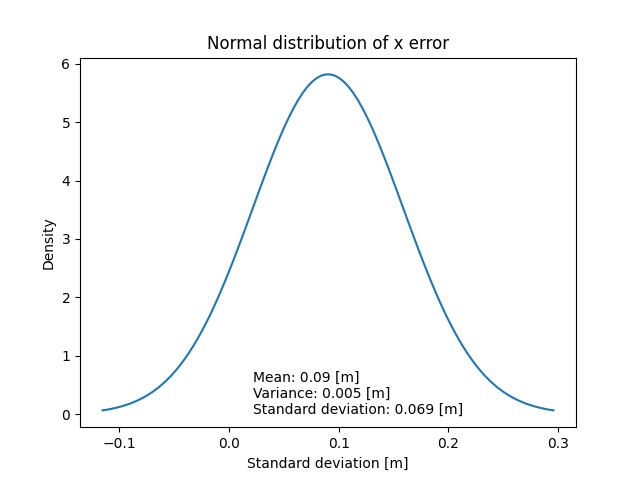 Normal distribution of x error
Density
6
5
4
3
2
1
0
Mean: 0.09 [m]
Variance: 0.005 [m]
Standard deviation: 0.069 [m]
−0.1 0.0 0.1 0.2 0.3
Standard deviation [m]